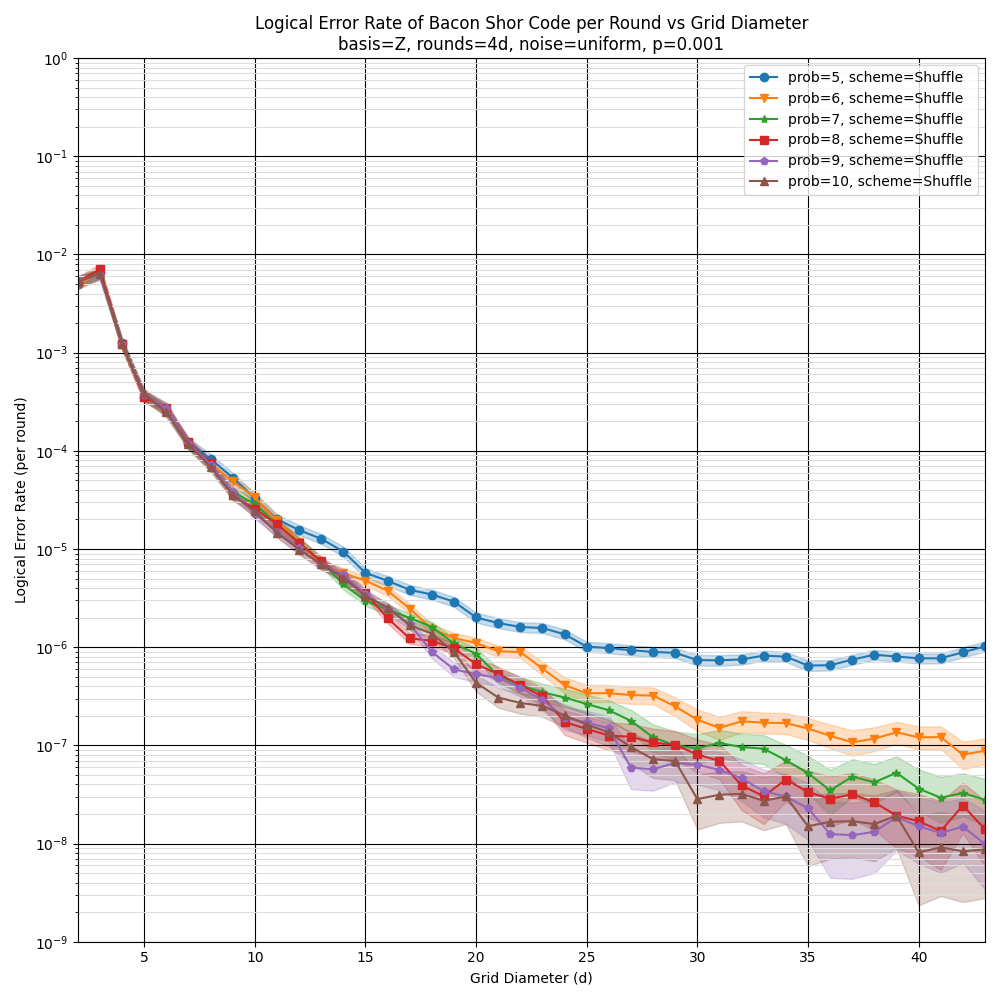 Logical Error Rate of Bacon Shor Code per Round vs Grid Diameter
basis=Z, rounds=4d, noise=uniform, p=0.001
prob=5, scheme=Shuffle
prob=6, scheme=Shuffle
prob=7, scheme=Shuffle
prob=8, scheme=Shuffle
prob=9, scheme=Shuffle
prob=10, scheme=Shuffle
Logical Error Rate (per round)
10⁰
10⁻¹
10⁻²
10⁻³
10⁻⁴
10⁻⁵
10⁻⁶
10⁻⁷
10⁻⁸
10⁻⁹
5 10 15 20 25 30 35 40
Grid Diameter (d)